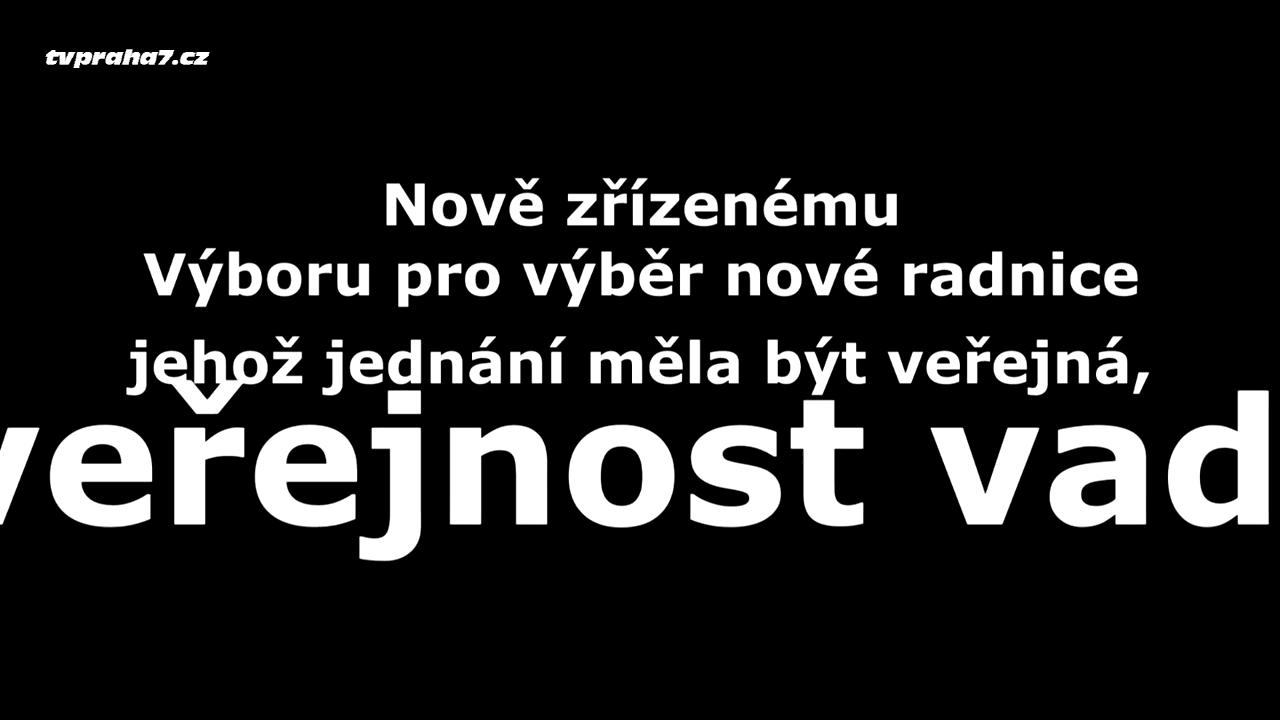 tvpraha7.cz
Nově zřízenému
Výboru pro výběr nové radnice
jehož jednání měla být veřejná,
veřejnost vad